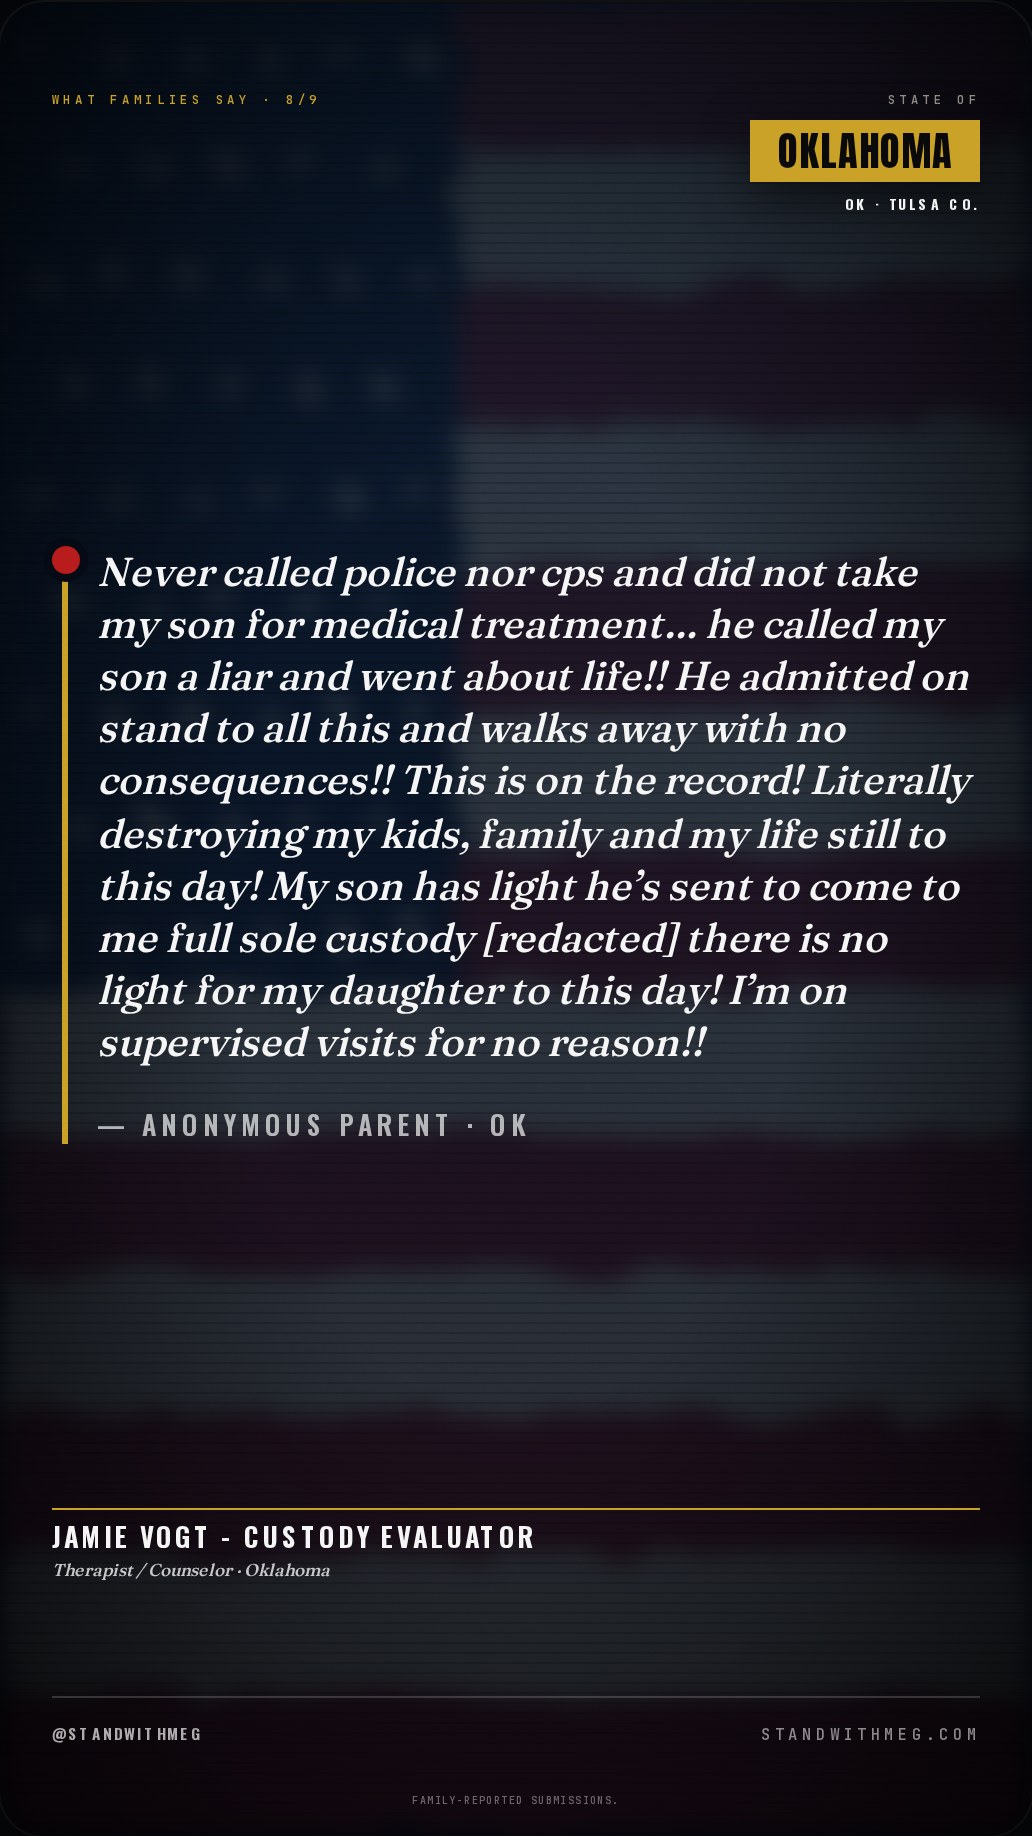 WHAT FAMILIES SAY · 8/9
STATE OF
OKLAHOMA
OK · TULSA CO.
Never called police nor cps and did not take
my son for medical treatment... he called my
son a liar and went about life!! He admitted on
stand to all this and walks away with no
consequences!! This is on the record! Literally
destroying my kids, family and my life still to
this day! My son has light he’s sent to come to
me full sole custody [redacted] there is no
light for my daughter to this day! I’m on
supervised visits for no reason!!
— ANONYMOUS PARENT · OK
JAMIE VOGT - CUSTODY EVALUATOR
Therapist / Counselor · Oklahoma
@STANDWITHMEG
STANDWITHMEG.COM
FAMILY-REPORTED SUBMISSIONS.